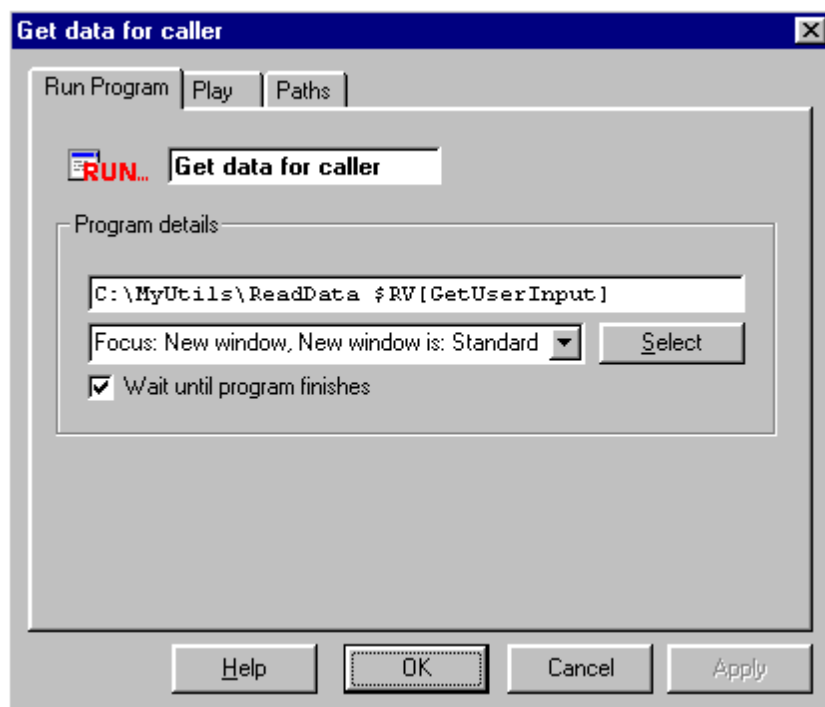 Get data for caller
Run Program Play Paths
RUN... Get data for caller
Program details
C:\MyUtils\ReadData $RV[GetUserInput]
Focus: New window, New window is: Standard Select
Wait until program finishes
Help OK Cancel Apply